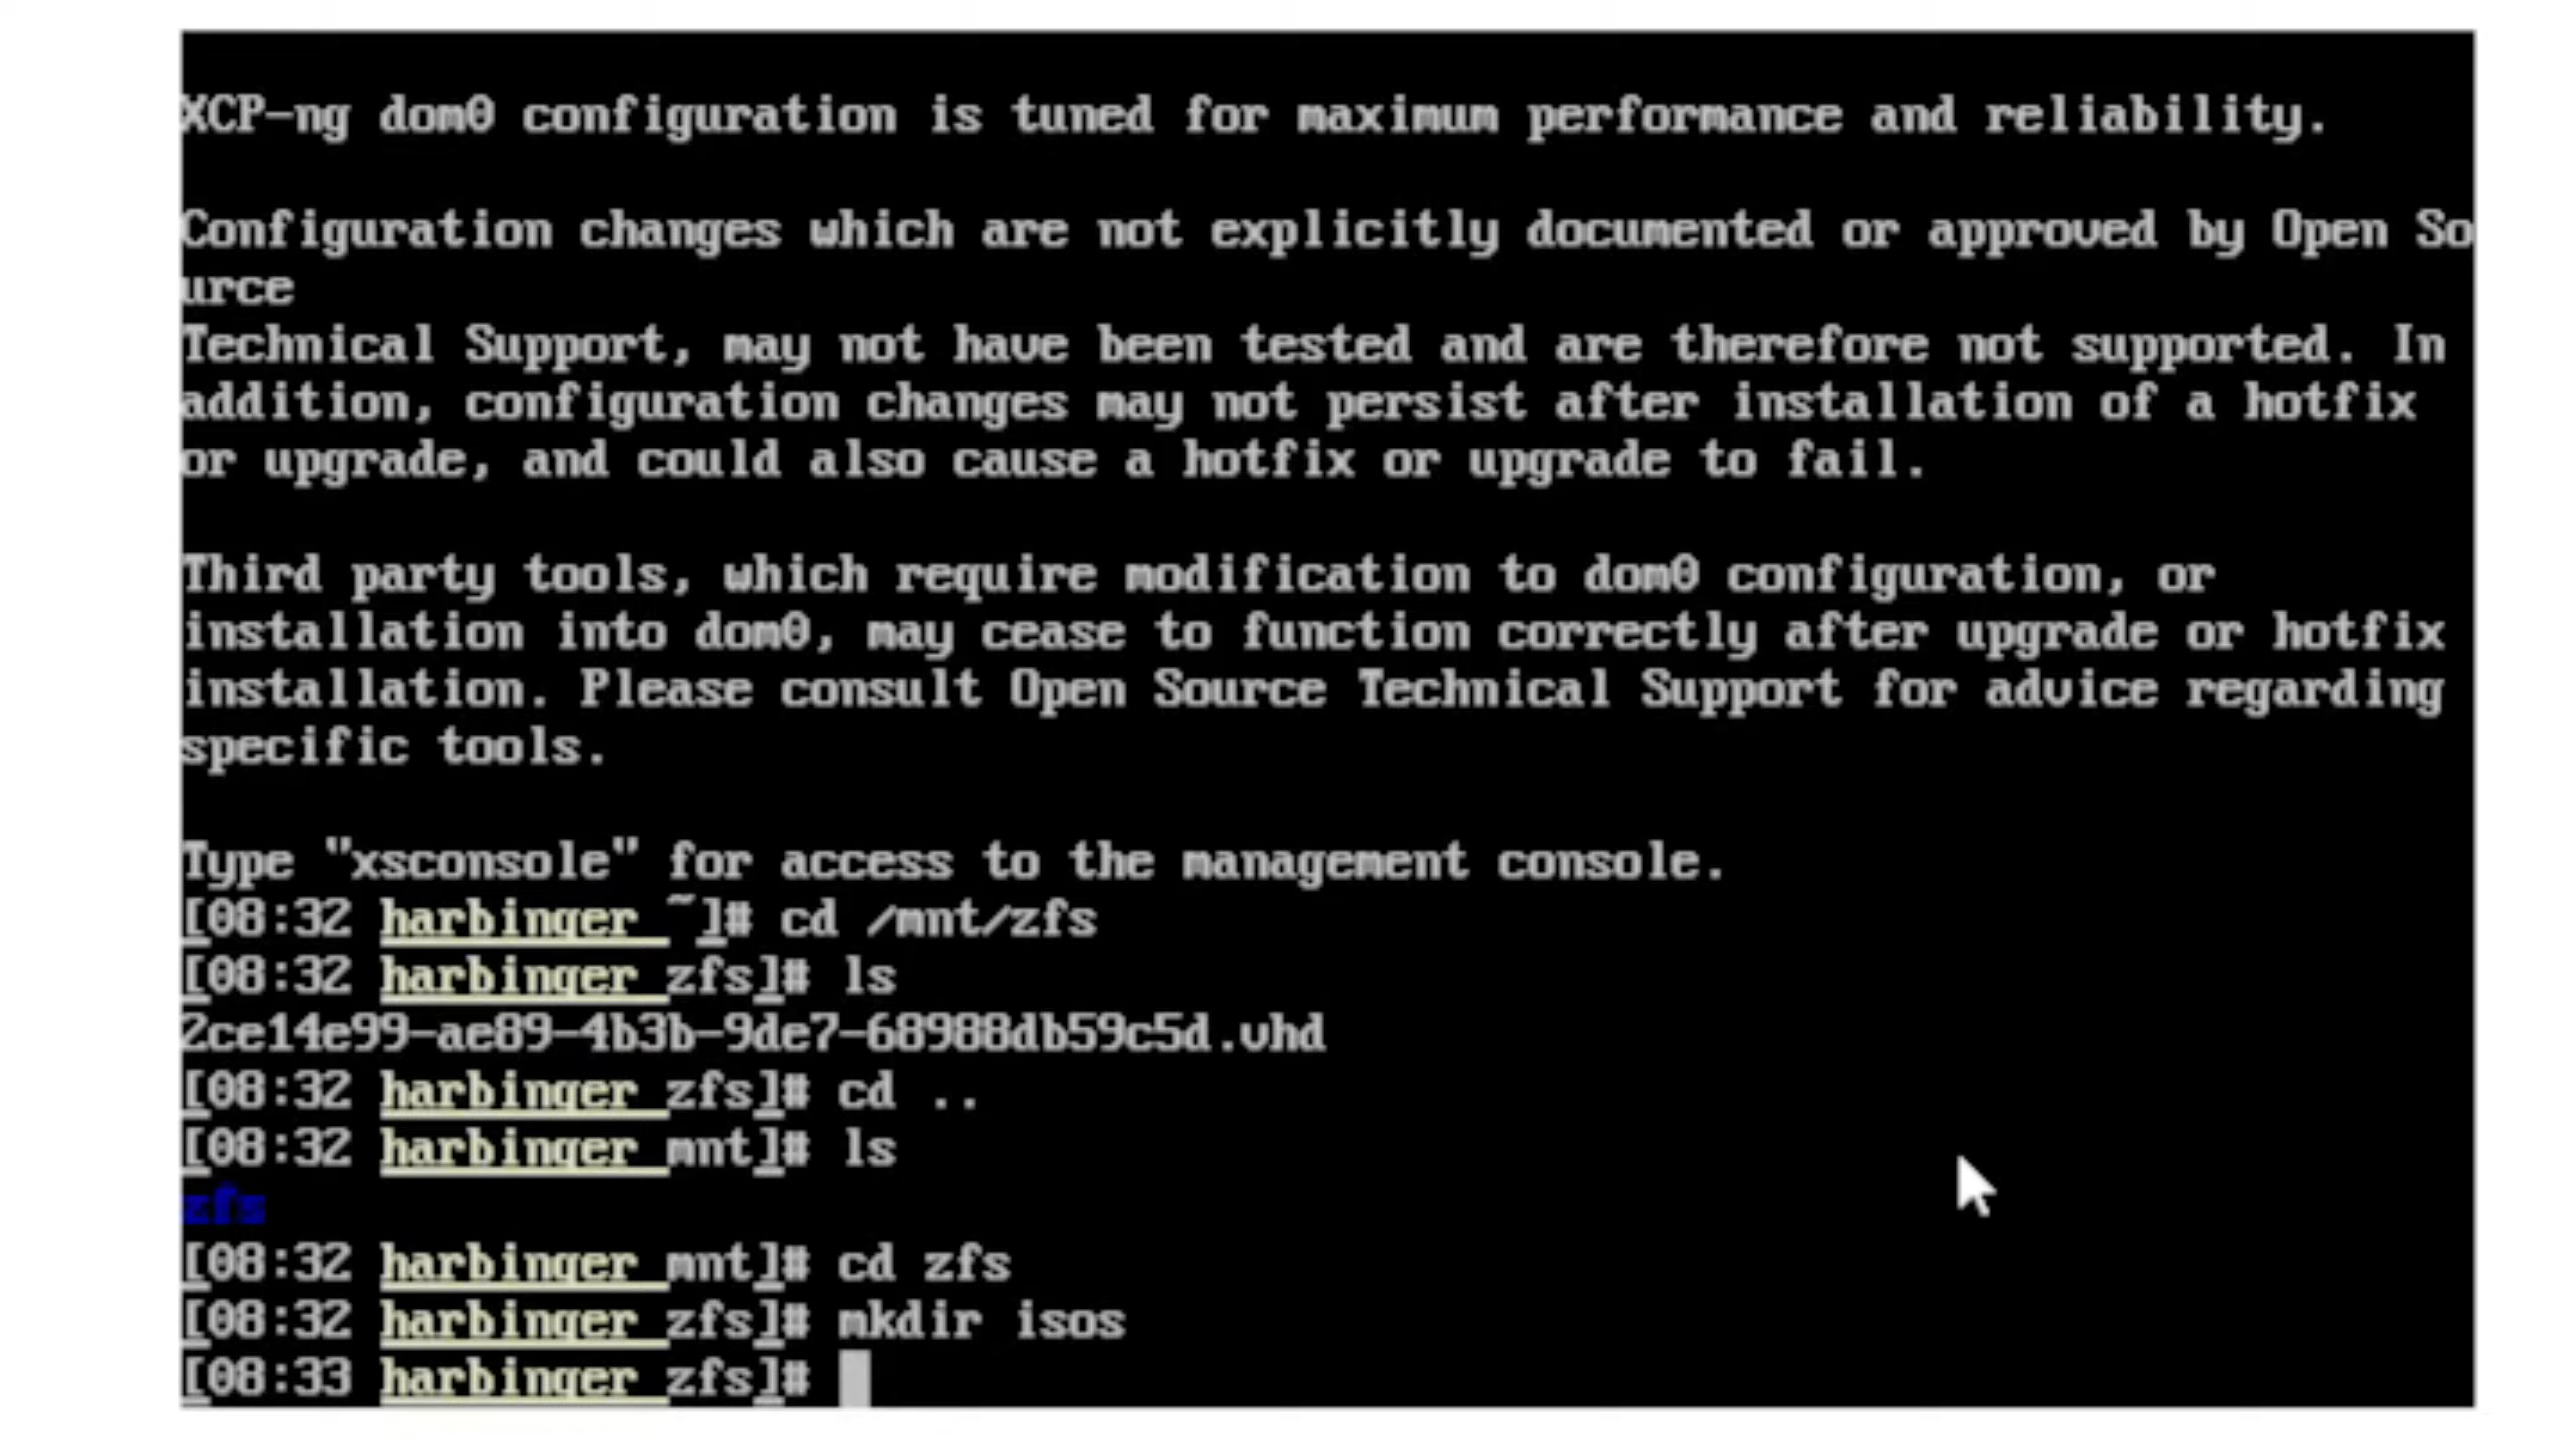 XCP-ng dom0 configuration is tuned for maximum performance and reliability.
Configuration changes which are not explicitly documented or approved by Open So
urce
Technical Support, may not have been tested and are therefore not supported. In
addition, configuration changes may not persist after installation of a hotfix
or upgrade, and could also cause a hotfix or upgrade to fail.
Third party tools, which require modification to dom0 configuration, or
installation into dom0, may cease to function correctly after upgrade or hotfix
installation. Please consult Open Source Technical Support for advice regarding
specific tools.
Type "xsconsole" for access to the management console.
[08:32 harbinger ~]# cd /mnt/zfs
[08:32 harbinger zfs]# ls
2ce14e99-ae89-4b3b-9de7-68988db59c5d.vhd
[08:32 harbinger zfs]# cd ..
[08:32 harbinger mnt]# ls
zfs
[08:32 harbinger mnt]# cd zfs
[08:32 harbinger zfs]# mkdir isos
[08:33 harbinger zfs]#